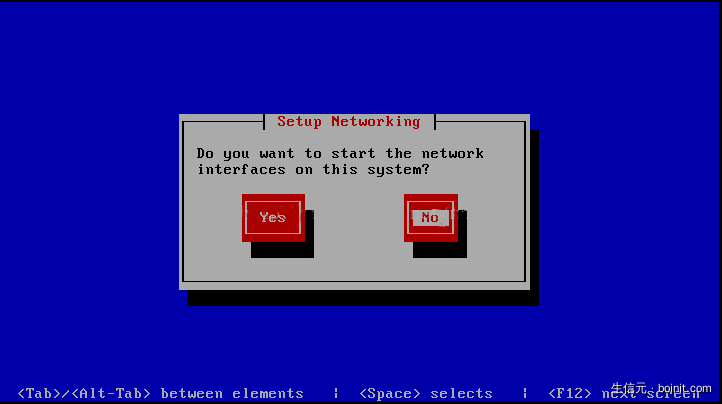 Setup Networking
Do you want to start the network
interfaces on this system?
Yes No
<Tab>/<Alt-Tab> between elements | <Space> selects | <F12> next screen
生信元 · bojnit.com